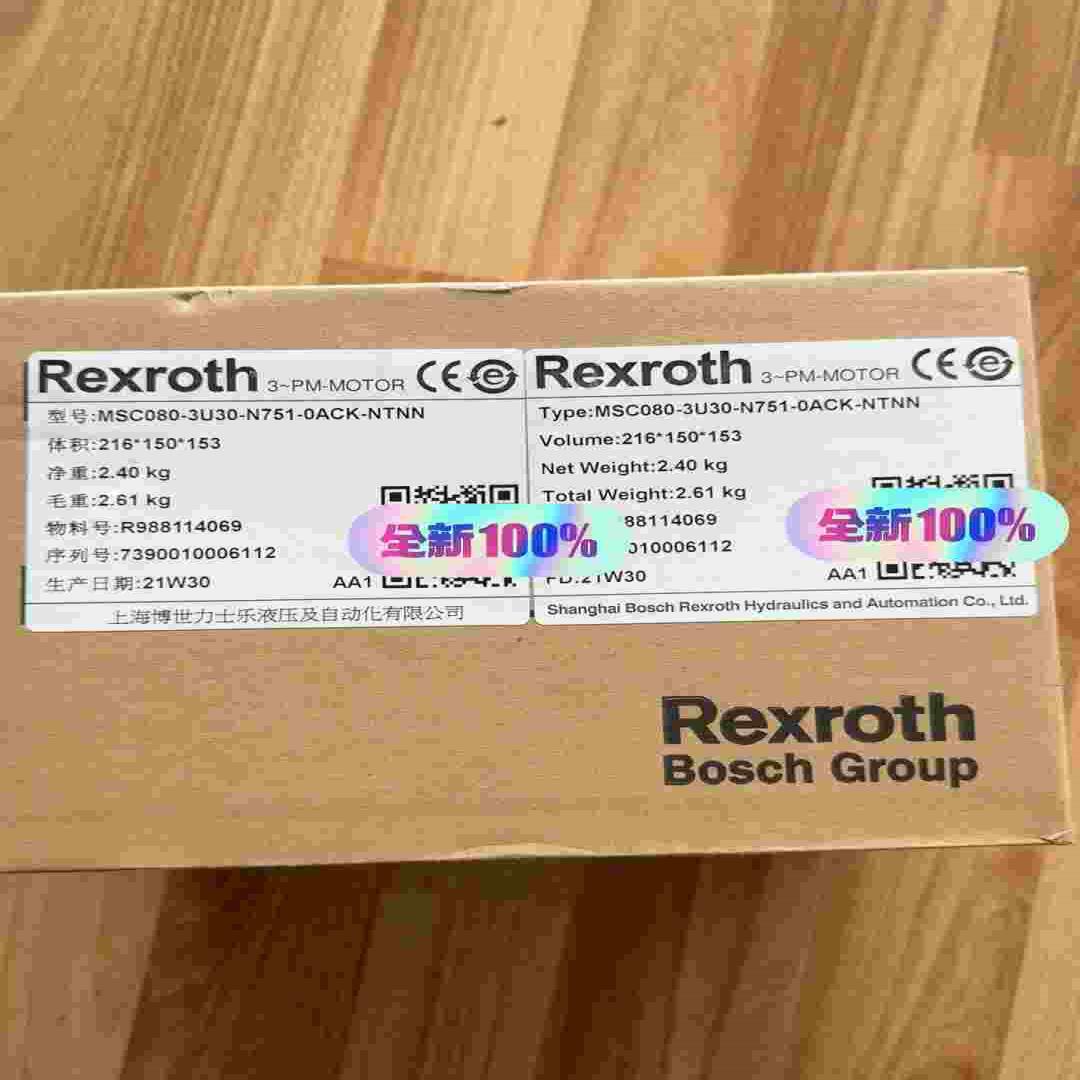 Rexroth 3~PM-MOTOR CE
型号:MSC080-3U30-N751-0ACK-NTNN
体积:216*150*153
净重:2.40 kg
毛重:2.61 kg
物料号:R988114069
序列号:7390010006112
生产日期:21W30
AA1
上海博世力士乐液压及自动化有限公司
全新100%
Rexroth 3~PM-MOTOR CE
Type:MSC080-3U30-N751-0ACK-NTNN
Volume:216*150*153
Net Weight:2.40 kg
Total Weight:2.61 kg
88114069
010006112
PD:21W30
AA1
Shanghai Bosch Rexroth Hydraulics and Automation Co., Ltd.
全新100%
Rexroth
Bosch Group